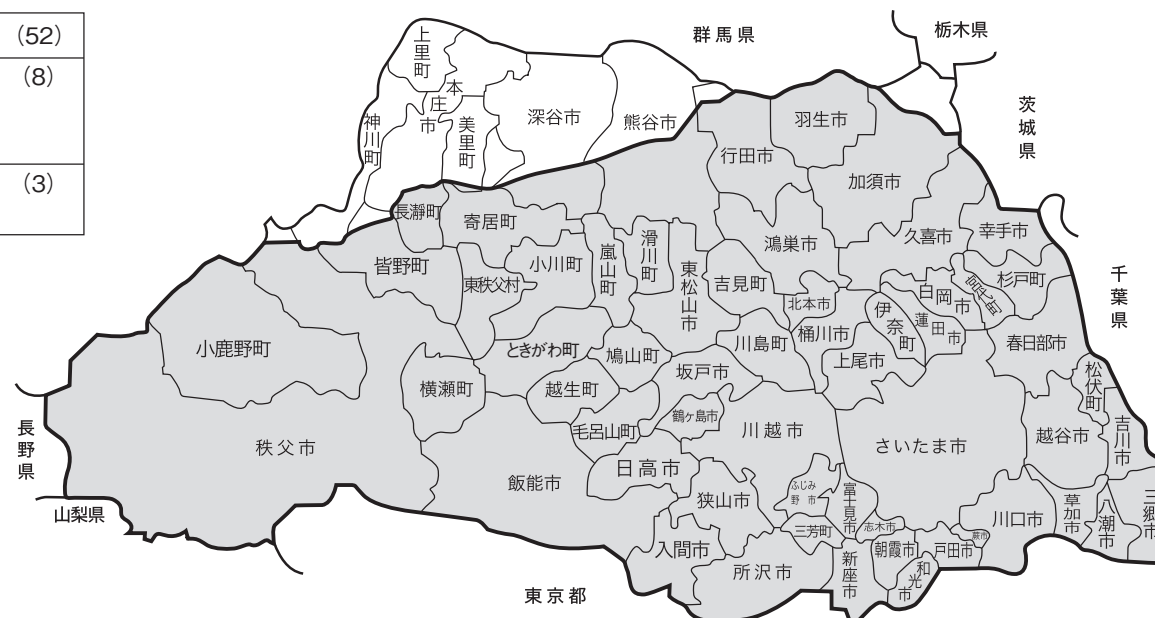 (52)
(8)
(3)
群馬県
栃木県
茨城県
千葉県
長野県
山梨県
東京都
上里町
本庄市
神川町
美里町
深谷市
熊谷市
羽生市
行田市
加須市
長瀞町
寄居町
皆野町
東秩父村
小川町
嵐山町
滑川町
東松山市
吉見町
鴻巣市
久喜市
幸手市
杉戸町
宮代町
白岡市
蓮田市
伊奈町
北本市
桶川市
上尾市
川島町
春日部市
松伏町
小鹿野町
ときがわ町
鳩山町
坂戸市
横瀬町
越生町
毛呂山町
鶴ヶ島市
川越市
さいたま市
越谷市
吉川市
秩父市
飯能市
日高市
狭山市
ふじみ
野市
富士見市
志木市
三芳町
入間市
所沢市
新座市
朝霞市
和光市
戸田市
蕨市
川口市
草加市
八潮市
三郷市